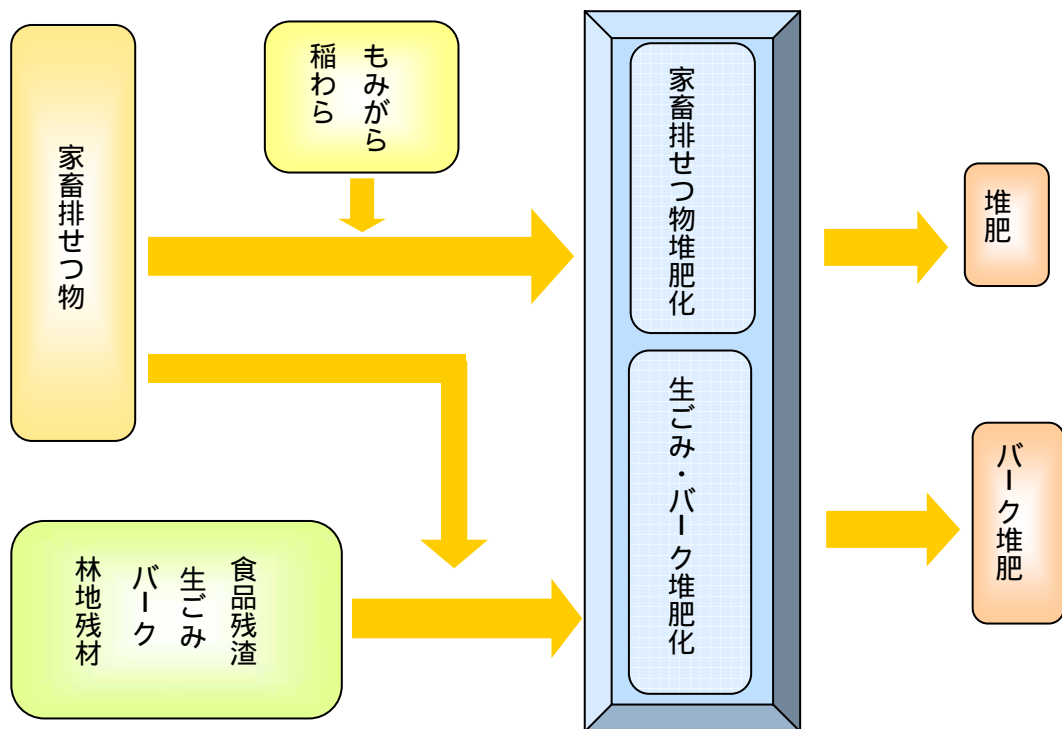 家畜排せつ物
もみがら
稲わら
家畜排せつ物堆肥化
堆肥
食品残渣
生ごみ
バーク
林地残材
生ごみ・バーク堆肥化
バーク堆肥